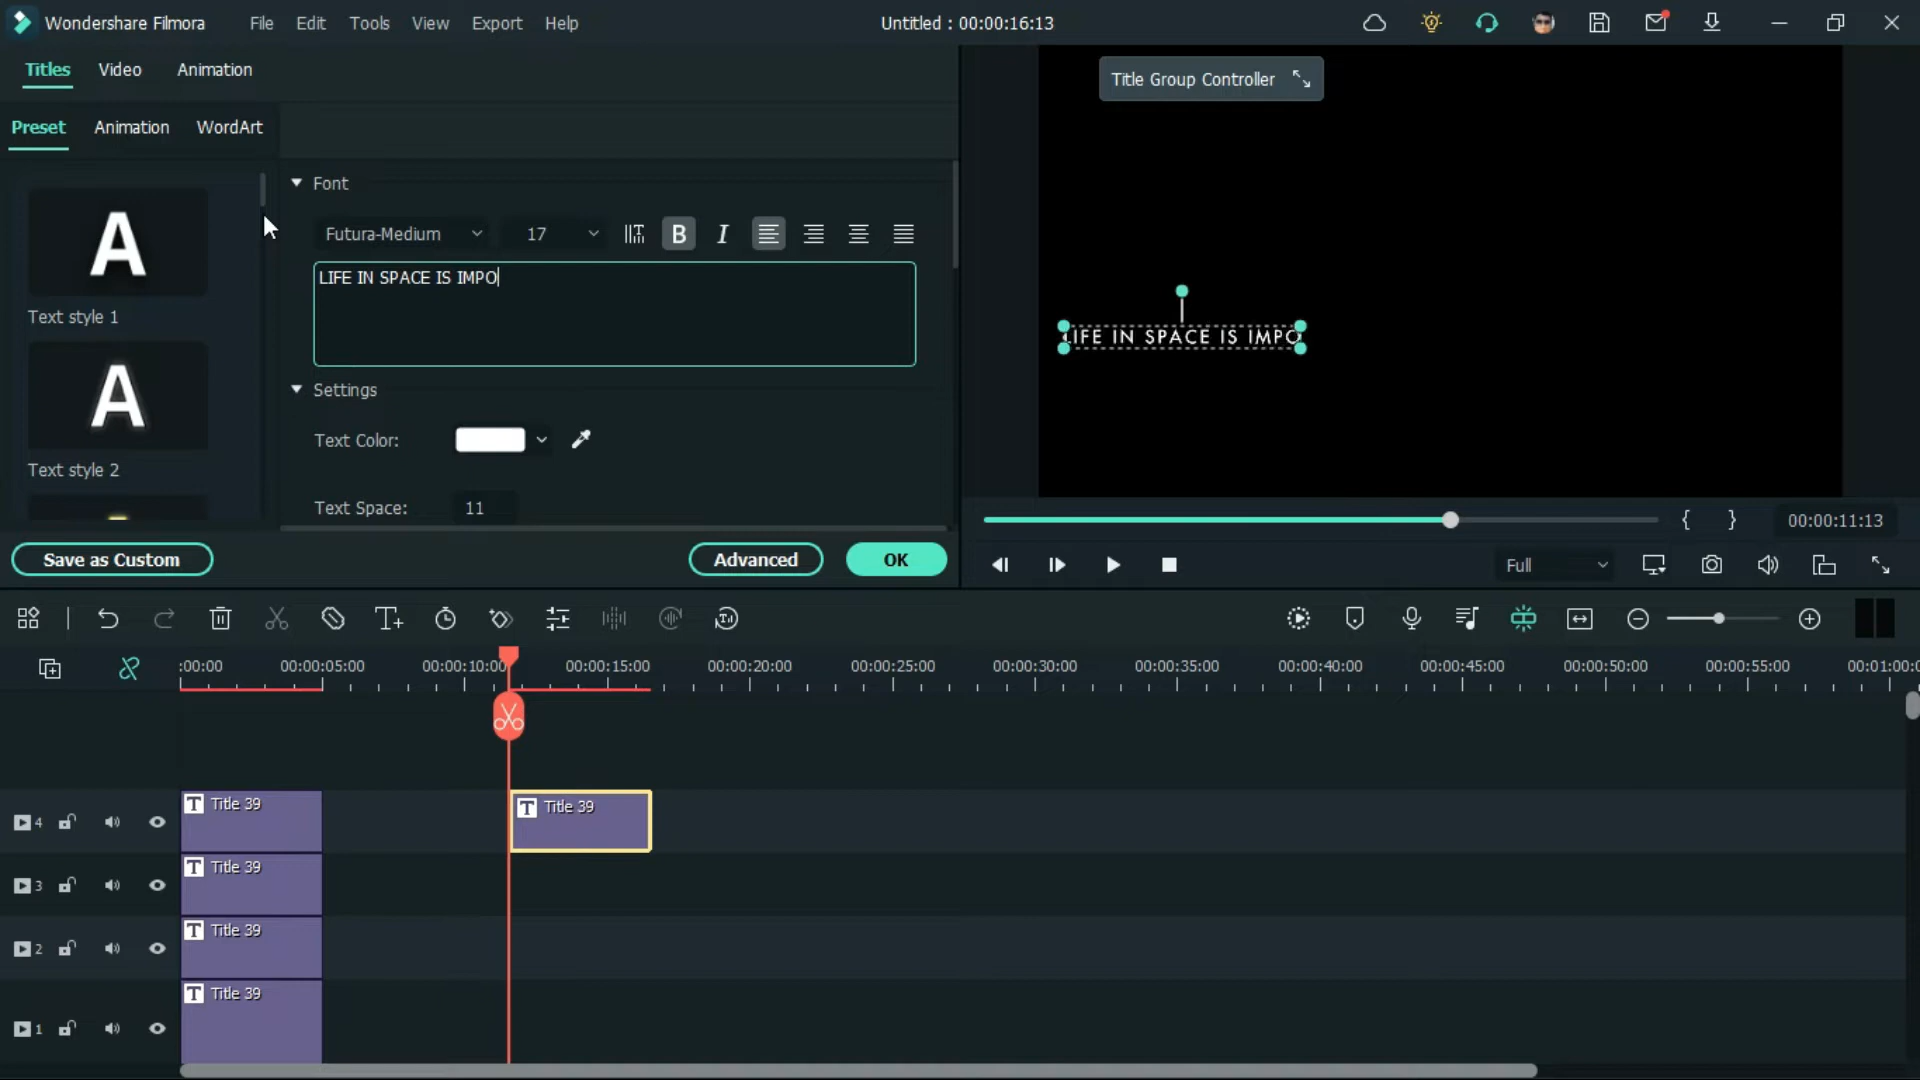 Wondershare Filmora File Edit Tools View Export Help Untitled : 00:00:16:13
Titles Video Animation
Title Group Controller
Preset Animation WordArt
Font
A
Futura-Medium 17 B I
LIFE IN SPACE IS IMPO
Text style 1
LIFE IN SPACE IS IMPO
A
Settings
Text Color:
Text style 2
Text Space: 11
{ } 00:00:11:13
Save as Custom Advanced OK
Full
:00:00 00:00:05:00 00:00:10:00 00:00:15:00 00:00:20:00 00:00:25:00 00:00:30:00 00:00:35:00 00:00:40:00 00:00:45:00 00:00:50:00 00:00:55:00 00:01:00:0
4 T Title 39 T Title 39
3 T Title 39
2 T Title 39
1 T Title 39